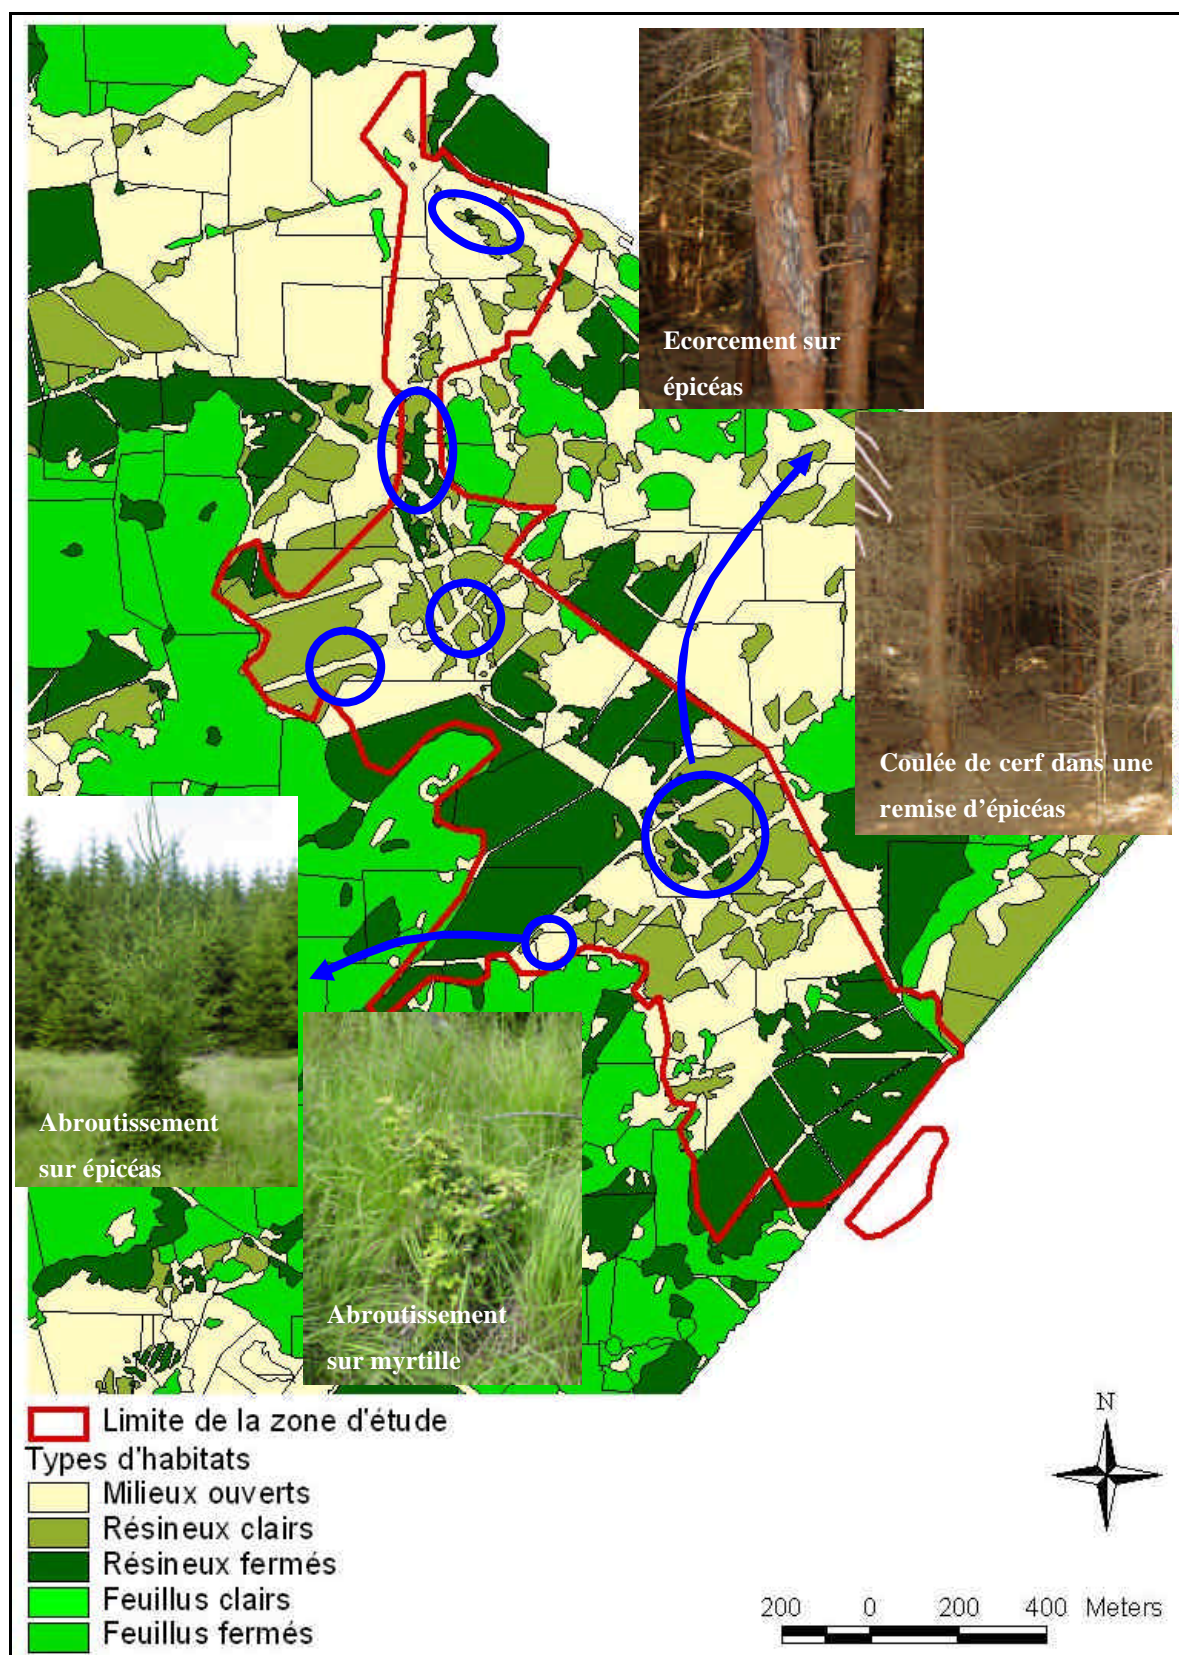 Ecorcement sur
épicéas
Coulée de cerf dans une
remise d'épicéas
Abroutissement
sur épicéas
Abroutissement
sur myrtille
Limite de la zone d'étude
Types d'habitats
Milieux ouverts
Résineux clairs
Résineux fermés
Feuillus clairs
Feuillus fermés
N
200 0 200 400 Meters